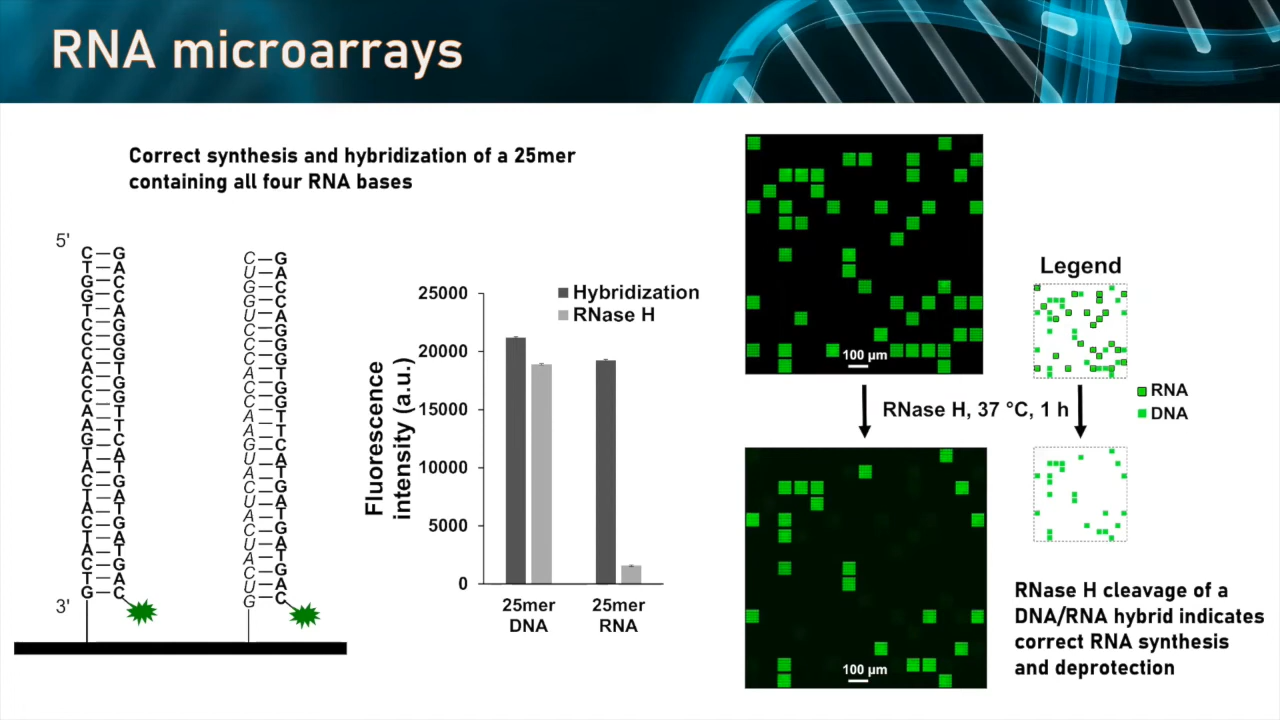 RNA microarrays
Correct synthesis and hybridization of a 25mer
containing all four RNA bases
5'
C–G
T–A
G–C
G–C
T–A
C–G
C–G
C–G
A–T
C–G
C–G
A–T
A–T
G–C
T–A
A–T
C–G
T–A
A–T
C–G
T–A
A–T
C–G
T–A
G–C
3'
C–G
U–A
G–C
G–C
U–A
C–G
C–G
C–G
A–T
C–G
C–G
A–T
A–T
G–C
U–A
A–T
C–G
U–A
A–T
C–G
U–A
A–T
C–G
U–A
G–C
Fluorescence
intensity (a.u.)
25000
20000
15000
10000
5000
0
Hybridization
RNase H
25mer
DNA
25mer
RNA
100 µm
Legend
RNA
DNA
RNase H, 37 °C, 1 h
100 µm
RNase H cleavage of a
DNA/RNA hybrid indicates
correct RNA synthesis
and deprotection